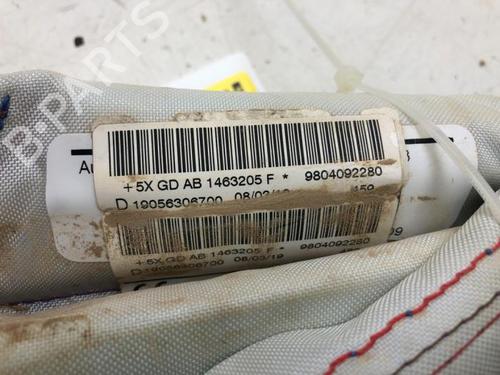 B-PARTS
+5X GD AB 1463205 F * 9804092280
D 19056306700 08/03/19 459
+5X GD AB 1463205 F * 9804092280
D 19056306700 08/03/19